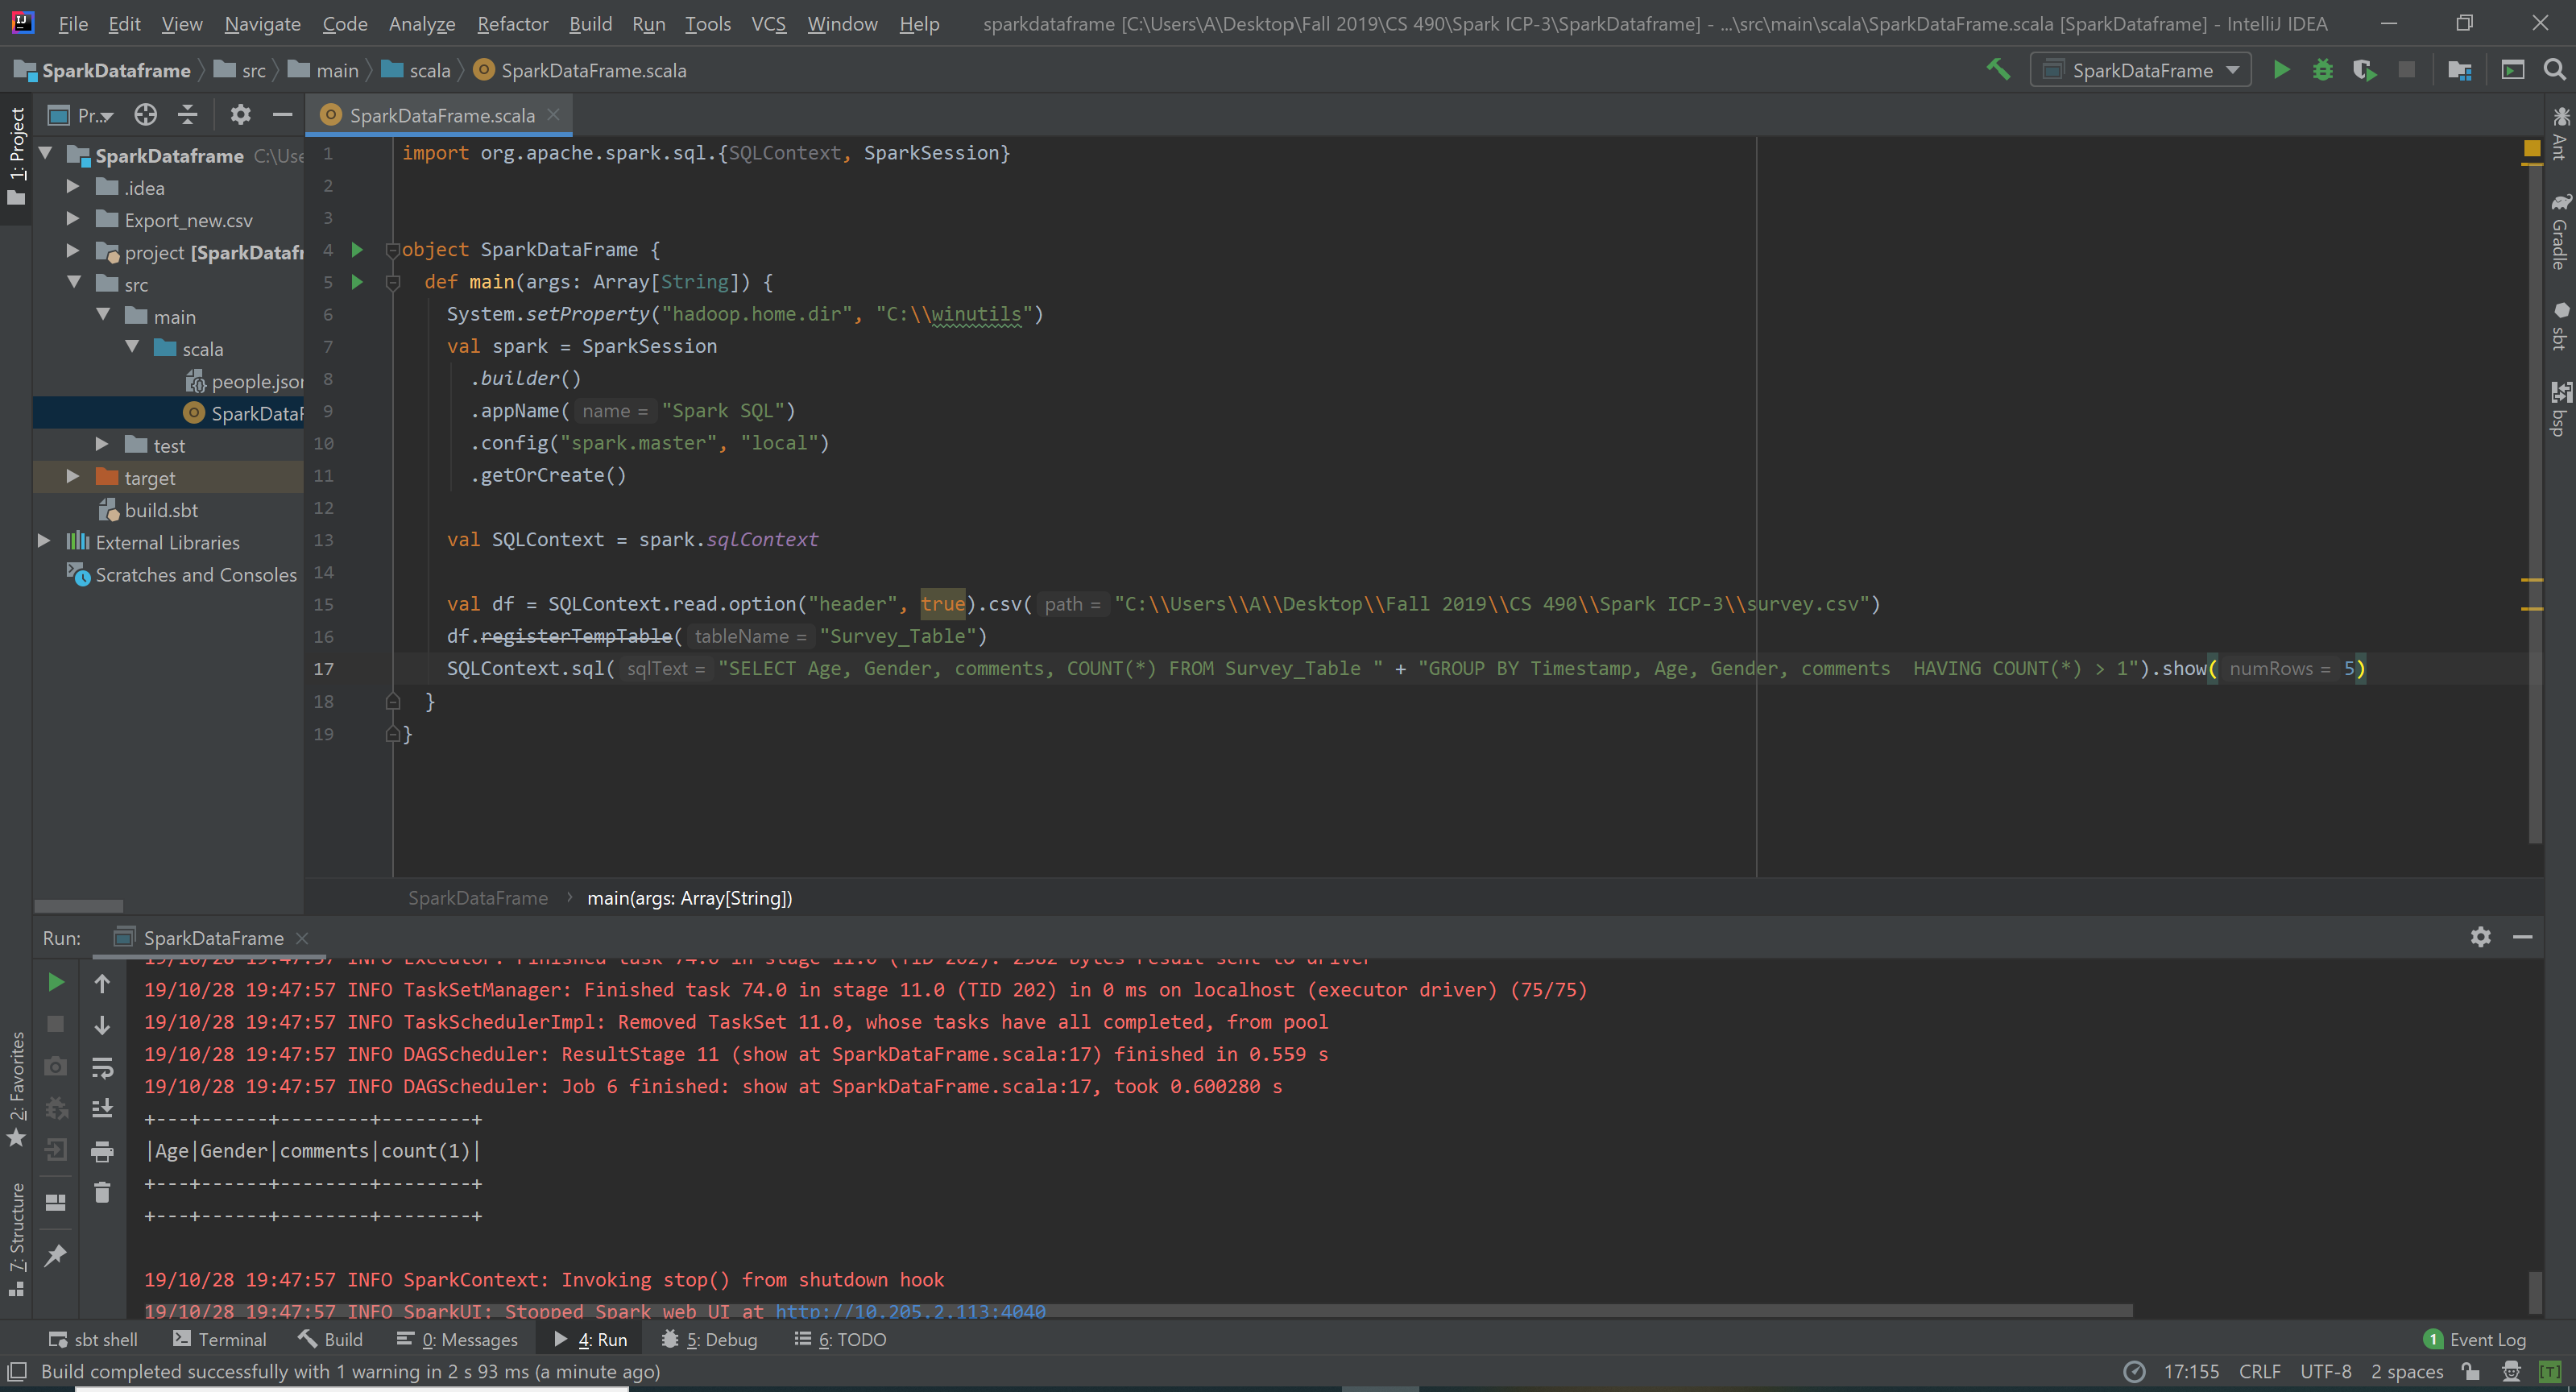 File Edit View Navigate Code Analyze Refactor Build Run Tools VCS Window Help sparkdataframe [C:\Users\A\Desktop\Fall 2019\CS 490\Spark ICP-3\SparkDataframe] - ...\src\main\scala\SparkDataFrame.scala [SparkDataframe] - IntelliJ IDEA
SparkDataframe src main scala SparkDataFrame.scala SparkDataFrame
1: Project
Pr... SparkDataFrame.scala
SparkDataframe C:\Use
.idea
Export_new.csv
project [SparkDatafr
src
main
scala
people.json
SparkDataF
test
target
build.sbt
External Libraries
Scratches and Consoles
1 import org.apache.spark.sql.{SQLContext, SparkSession}
2
3
4 object SparkDataFrame {
5 def main(args: Array[String]) {
6 System.setProperty("hadoop.home.dir", "C:\\winutils")
7 val spark = SparkSession
8 .builder()
9 .appName( name = "Spark SQL")
10 .config("spark.master", "local")
11 .getOrCreate()
12
13 val SQLContext = spark.sqlContext
14
15 val df = SQLContext.read.option("header", true).csv( path = "C:\\Users\\A\\Desktop\\Fall 2019\\CS 490\\Spark ICP-3\\survey.csv")
16 df.registerTempTable( tableName = "Survey_Table")
17 SQLContext.sql( sqlText = "SELECT Age, Gender, comments, COUNT(*) FROM Survey_Table " + "GROUP BY Timestamp, Age, Gender, comments  HAVING COUNT(*) > 1").show( numRows = 5)
18 }
19 }
SparkDataFrame › main(args: Array[String])
Ant
Gradle
sbt
bsp
Run: SparkDataFrame
19/10/28 19:47:57 INFO Executor: Finished task 74.0 in stage 11.0 (TID 202). 2982 bytes result sent to driver
19/10/28 19:47:57 INFO TaskSetManager: Finished task 74.0 in stage 11.0 (TID 202) in 0 ms on localhost (executor driver) (75/75)
19/10/28 19:47:57 INFO TaskSchedulerImpl: Removed TaskSet 11.0, whose tasks have all completed, from pool
19/10/28 19:47:57 INFO DAGScheduler: ResultStage 11 (show at SparkDataFrame.scala:17) finished in 0.559 s
19/10/28 19:47:57 INFO DAGScheduler: Job 6 finished: show at SparkDataFrame.scala:17, took 0.600280 s
+---+------+--------+--------+
|Age|Gender|comments|count(1)|
+---+------+--------+--------+
+---+------+--------+--------+
19/10/28 19:47:57 INFO SparkContext: Invoking stop() from shutdown hook
19/10/28 19:47:57 INFO SparkUI: Stopped Spark web UI at http://10.205.2.113:4040
2: Favorites
7: Structure
sbt shell Terminal Build 0: Messages 4: Run 5: Debug 6: TODO 1 Event Log
Build completed successfully with 1 warning in 2 s 93 ms (a minute ago) 17:155 CRLF UTF-8 2 spaces [T]